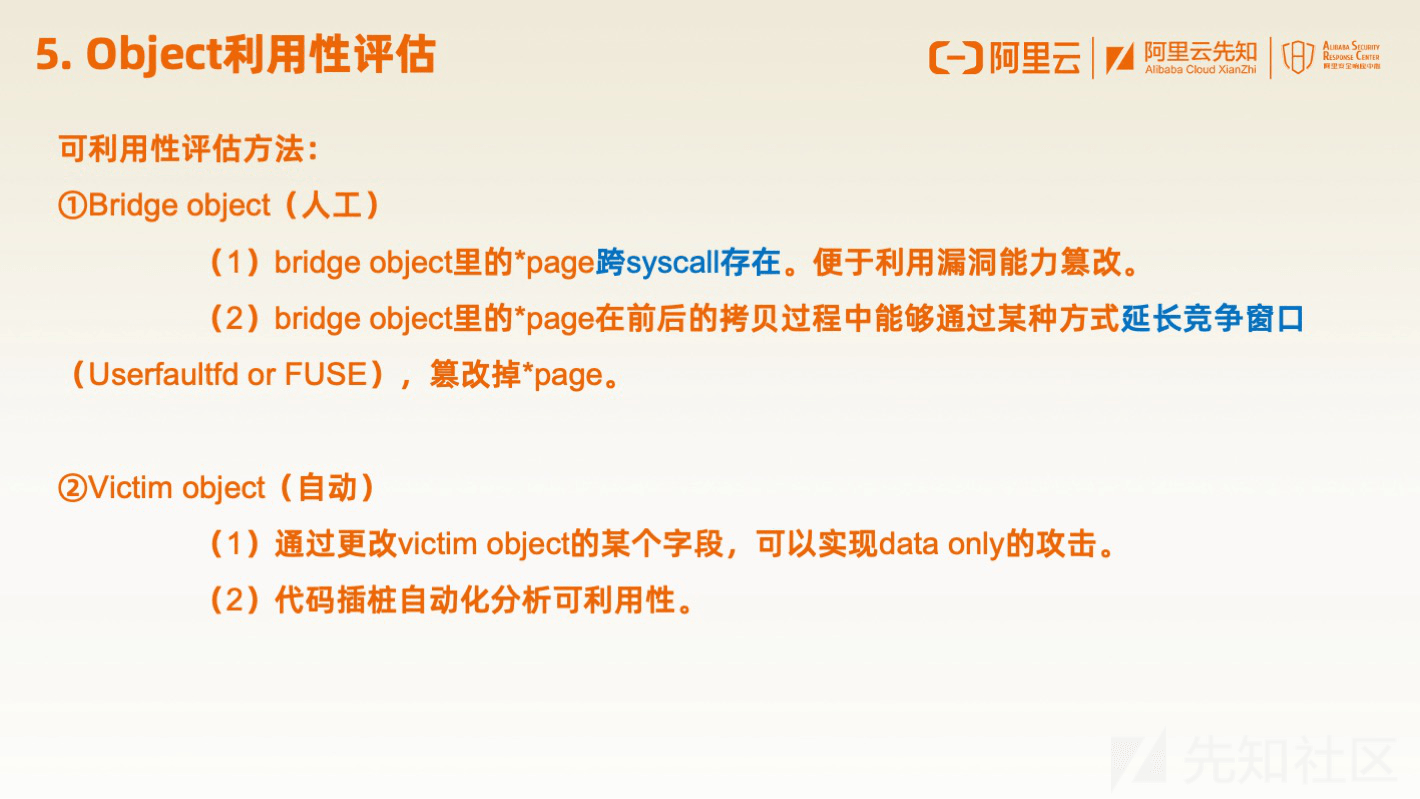 5. Object利用性评估
阿里云
阿里云先知
Alibaba Cloud XianZhi
ALIBABA SECURITY
RESPONSE CENTER
阿里安全响应中心
可利用性评估方法：
①Bridge object（人工）
（1）bridge object里的*page跨syscall存在。便于利用漏洞能力篡改。
（2）bridge object里的*page在前后的拷贝过程中能够通过某种方式延长竞争窗口
（Userfaultfd or FUSE），篡改掉*page。
②Victim object（自动）
（1）通过更改victim object的某个字段，可以实现data only的攻击。
（2）代码插桩自动化分析可利用性。
先知社区